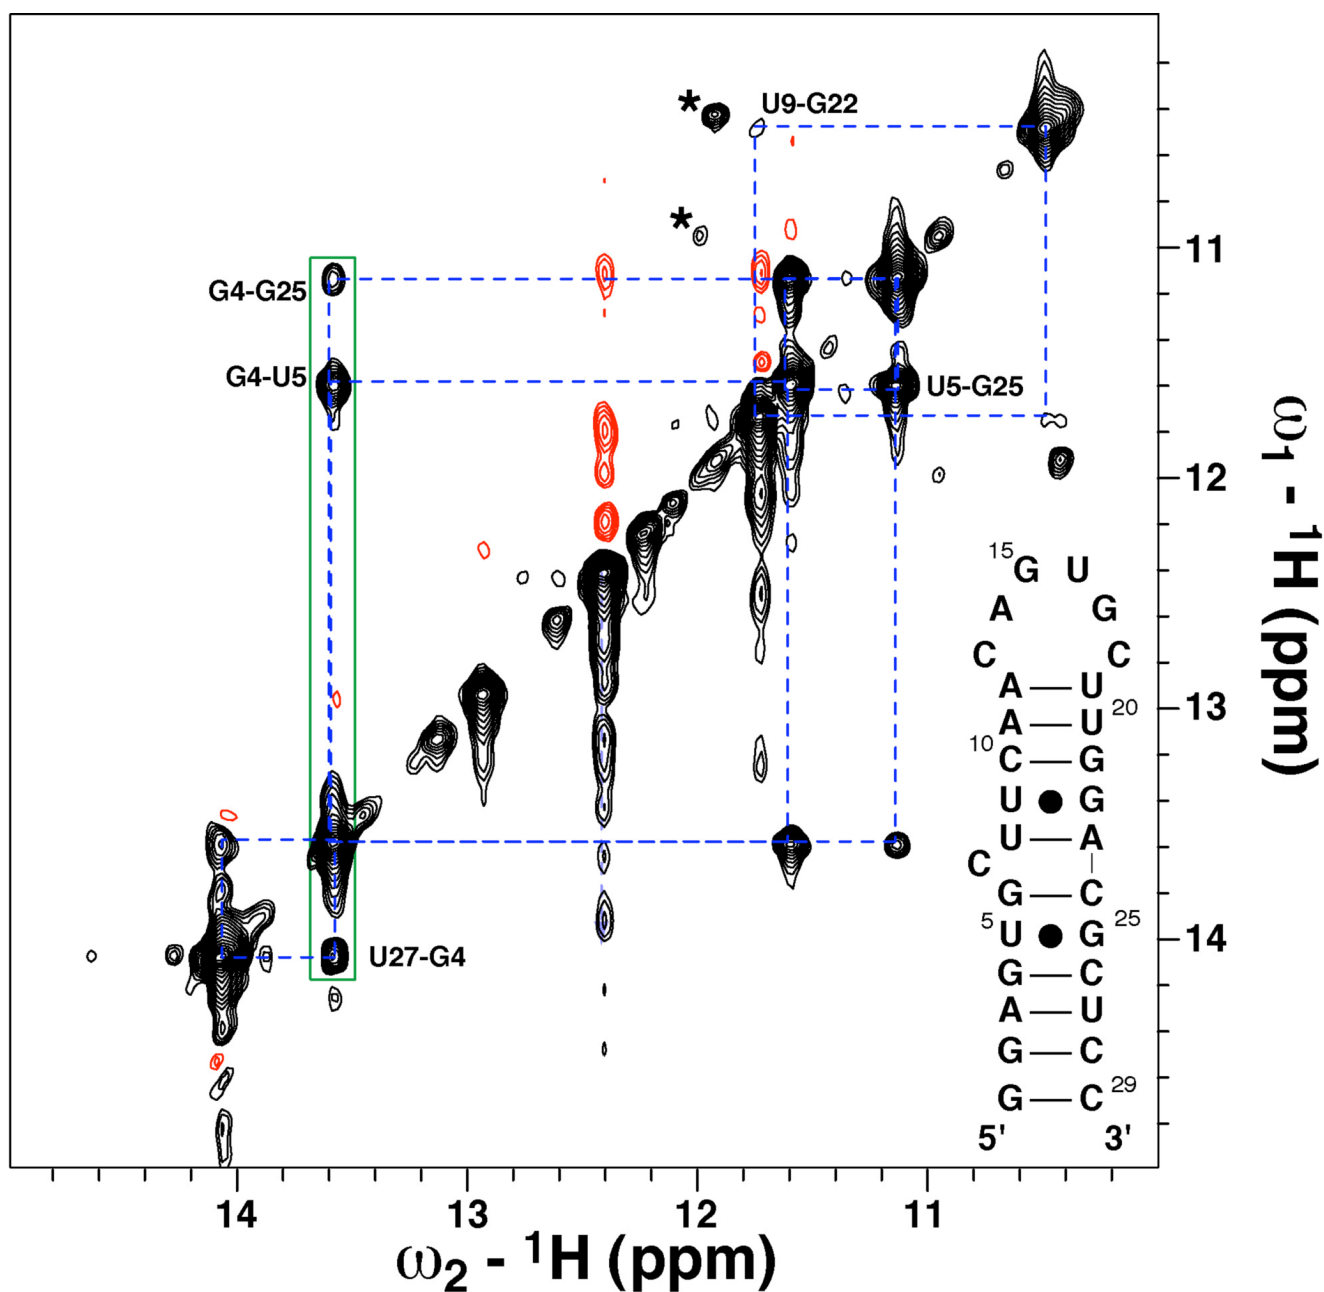 * U9-G22
*
11
G4-G25
G4-U5
U5-G25
12
ω1 - 1H (ppm)
15 G U
A G
C C
A — U
A — U 20
10 C — G
U ● G
U — A
C
G — C
5 U ● G 25
G — C
A — U
G — C
G — C 29
5' 3'
13
14
U27-G4
14 13 12 11
ω2 - 1H (ppm)